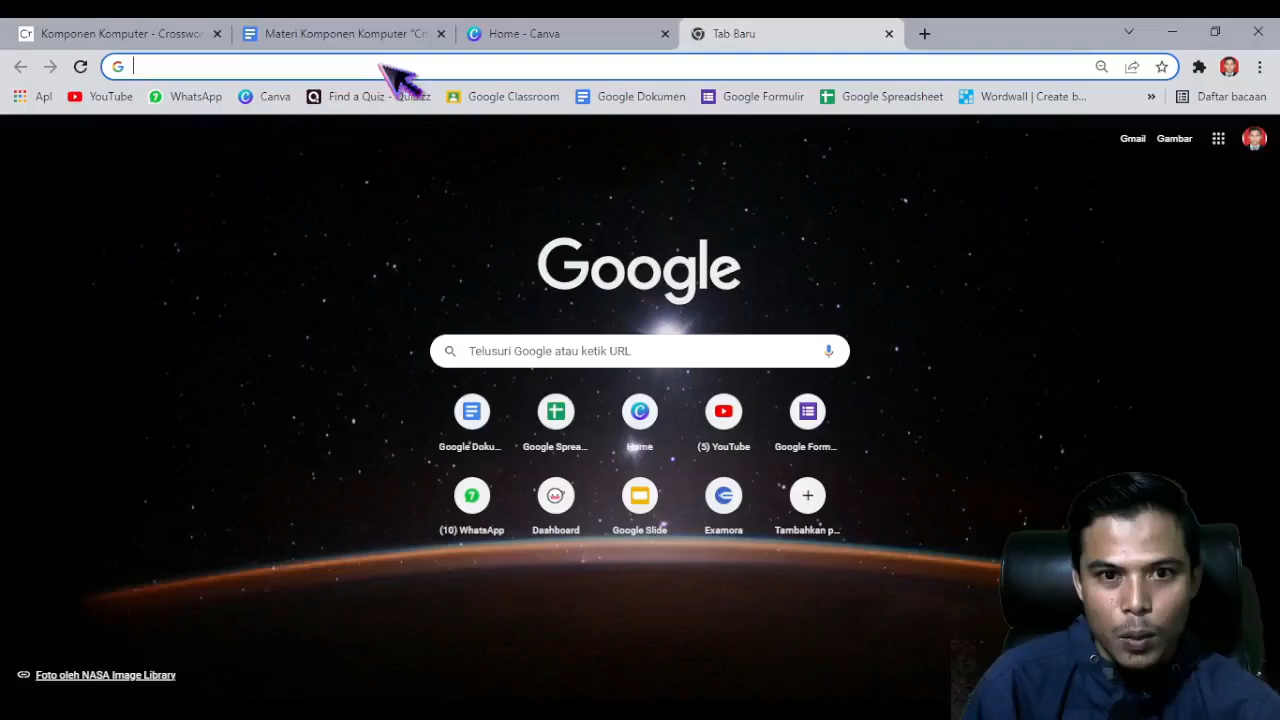 Komponen Komputer - Crosswo
Materi Komponen Komputer "Cr
Home - Canva
Tab Baru
Apl
YouTube
WhatsApp
Canva
Find a Quiz - Quizizz
Google Classroom
Google Dokumen
Google Formulir
Google Spreadsheet
Wordwall | Create b...
Daftar bacaan
Gmail
Gambar
Google
Telusuri Google atau ketik URL
Google Doku...
Google Sprea...
Home
(5) YouTube
Google Form...
(10) WhatsApp
Dashboard
Google Slide
Examora
Tambahkan p...
Foto oleh NASA Image Library